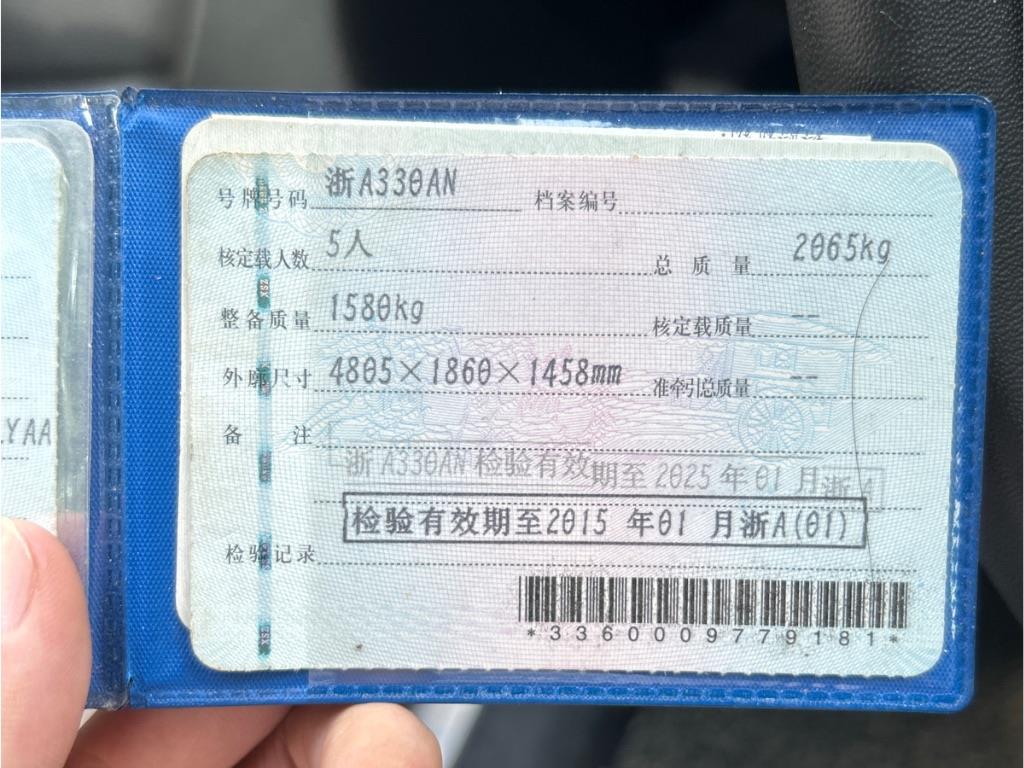 号牌号码 浙A330AN 档案编号
核定载人数 5人 总质量 2065kg
整备质量 1580kg 核定载质量 --
外廓尺寸 4805×1860×1458mm 准牵引总质量 --
备注
浙A330AN 检验有效期至2025年01月浙A
检验有效期至2015 年01 月浙A(01)
检验记录
*3360009779181*
LYAA